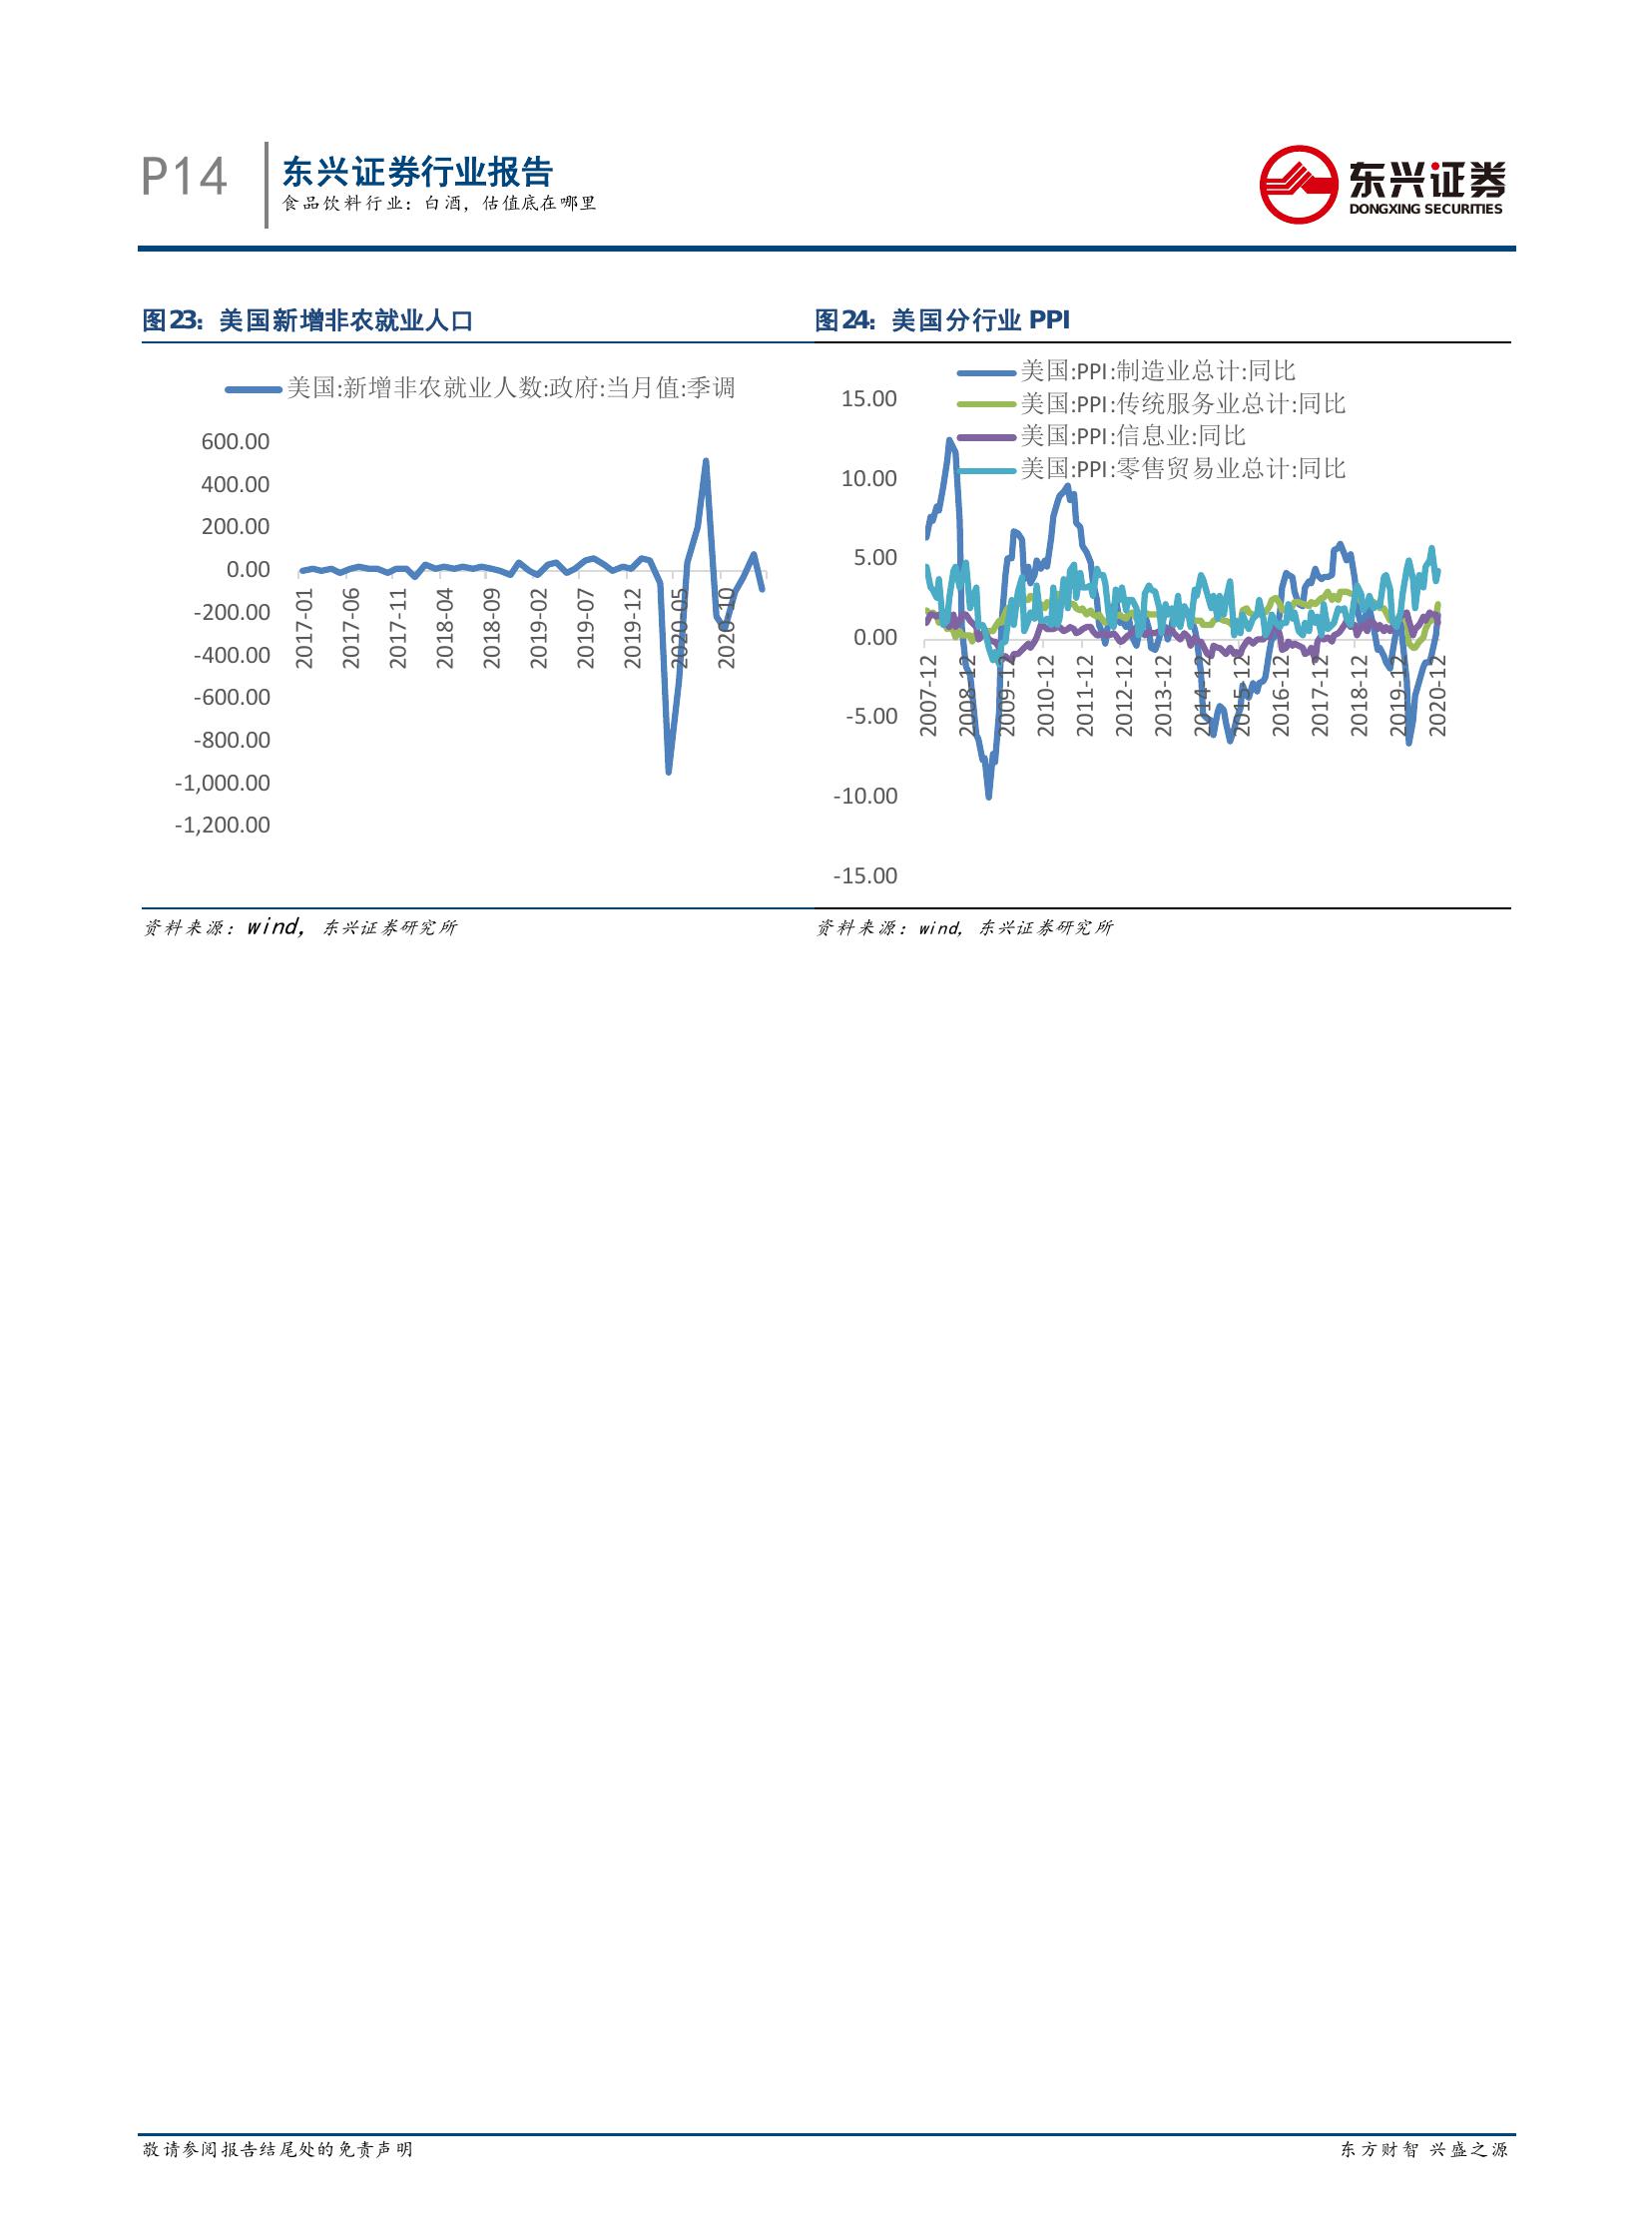 P14
东兴证券行业报告
食品饮料行业：白酒，估值底在哪里
东兴证券
DONGXING SECURITIES
图23：美国新增非农就业人口
美国:新增非农就业人数:政府:当月值:季调
600.00
400.00
200.00
0.00
-200.00
-400.00
-600.00
-800.00
-1,000.00
-1,200.00
2017-01
2017-06
2017-11
2018-04
2018-09
2019-02
2019-07
2019-12
2020-05
2020-10
资料来源：wind，东兴证券研究所
图24：美国分行业 PPI
美国:PPI:制造业总计:同比
美国:PPI:传统服务业总计:同比
美国:PPI:信息业:同比
美国:PPI:零售贸易业总计:同比
15.00
10.00
5.00
0.00
-5.00
-10.00
-15.00
2007-12
2008-12
2009-12
2010-12
2011-12
2012-12
2013-12
2014-12
2015-12
2016-12
2017-12
2018-12
2019-12
2020-12
资料来源：wind，东兴证券研究所
敬请参阅报告结尾处的免责声明
东方财智 兴盛之源